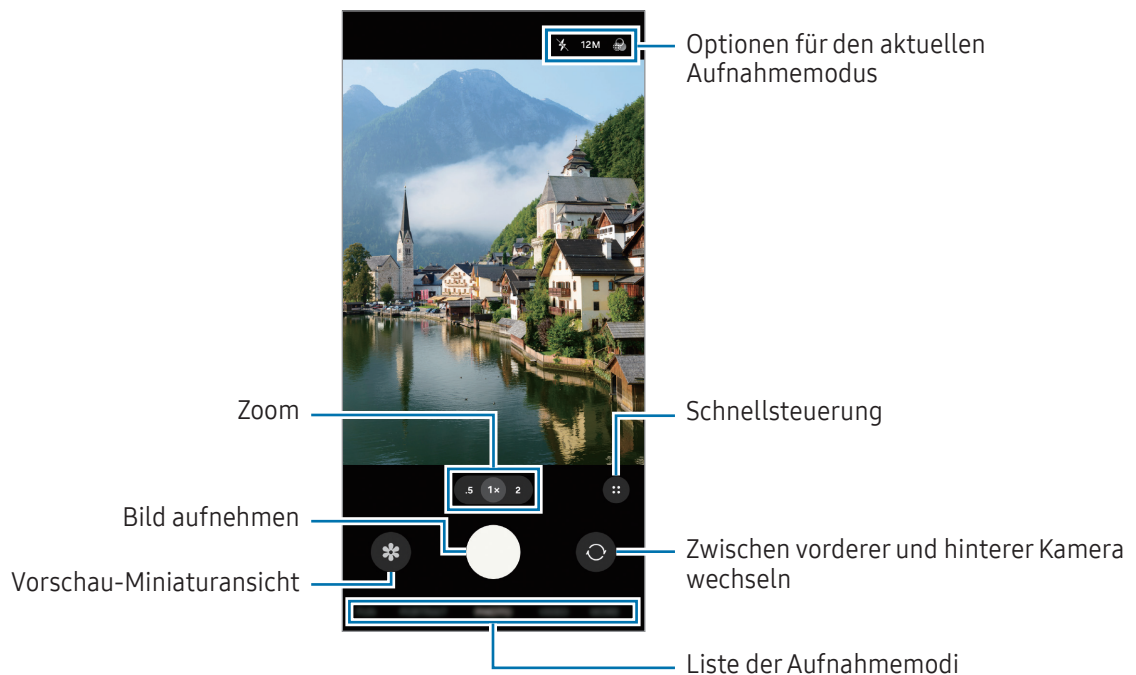 12M
Optionen für den aktuellen
Aufnahmemodus
Zoom
Schnellsteuerung
.5 1× 2
Bild aufnehmen
Zwischen vorderer und hinterer Kamera
wechseln
Vorschau-Miniaturansicht
Liste der Aufnahmemodi